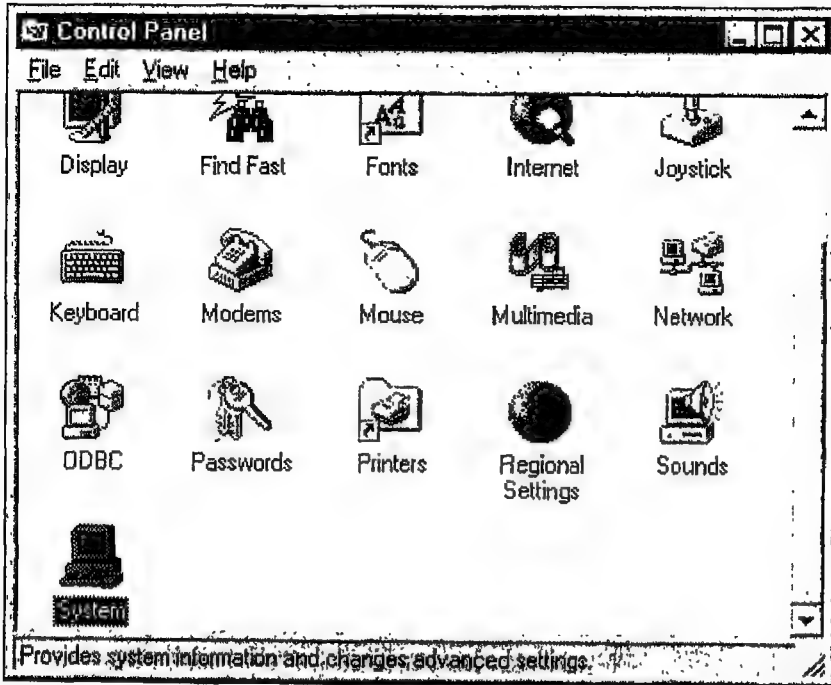 Control Panel
File Edit View Help
Display Find Fast Fonts Internet Joystick
Keyboard Modems Mouse Multimedia Network
ODBC Passwords Printers Regional Settings Sounds
System
Provides system information and changes advanced settings.